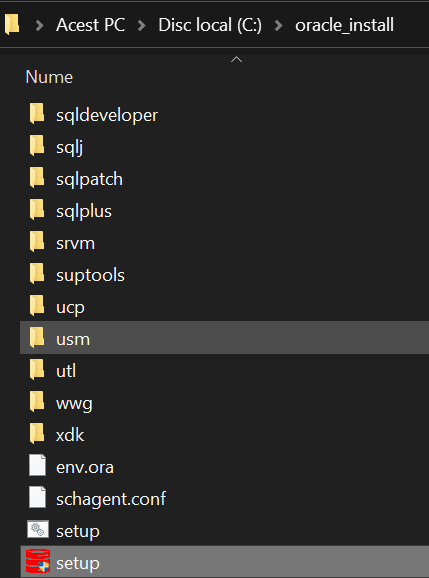 Acest PC > Disc local (C:) > oracle_install
Nume
sqldeveloper
sqlj
sqlpatch
sqlplus
srvm
suptools
ucp
usm
utl
wwg
xdk
env.ora
schagent.conf
setup
setup